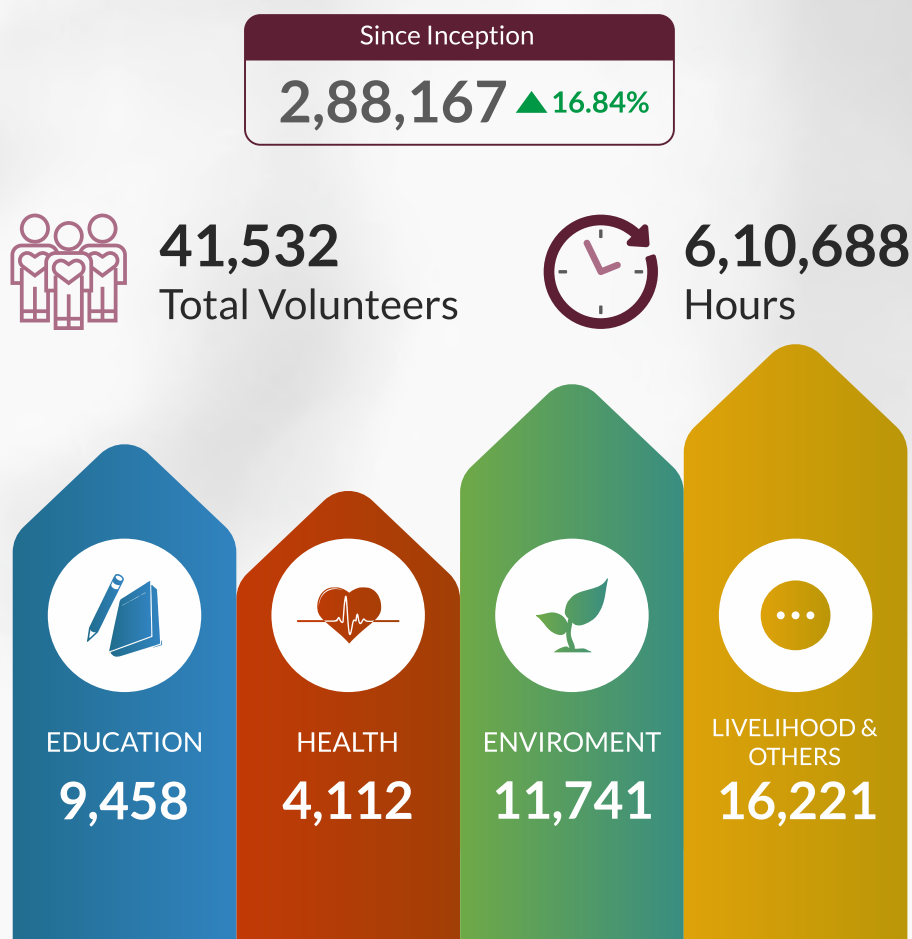 Since Inception
2,88,167 ▲16.84%
41,532
Total Volunteers
6,10,688
Hours
EDUCATION
9,458
HEALTH
4,112
ENVIROMENT
11,741
LIVELIHOOD &
OTHERS
16,221